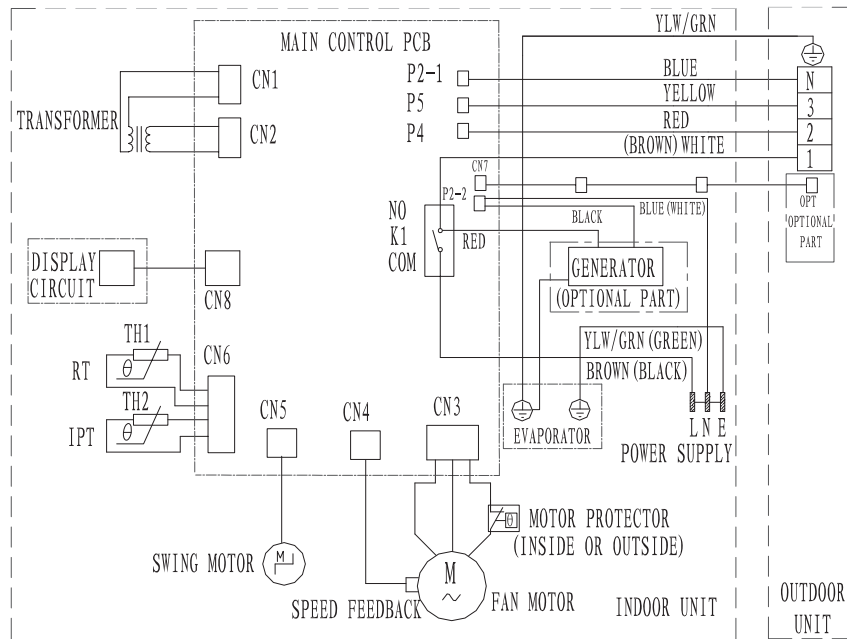 YLW/GRN
MAIN CONTROL PCB
P2-1
BLUE
N
CN1
P5
YELLOW
3
TRANSFORMER
CN2
P4
RED
2
(BROWN) WHITE
1
CN7
P2-2
OPT
OPTIONAL
PART
BLUE(WHITE)
BLACK
NO
K1
COM
RED
DISPLAY
CIRCUIT
CN8
GENERATOR
(OPTIONAL PART)
TH1
θ
RT
CN6
YLW/GRN(GREEN)
BROWN(BLACK)
TH2
θ
IPT
CN5
CN4
CN3
EVAPORATOR
L N E
POWER SUPPLY
θ
MOTOR PROTECTOR
(INSIDE OR OUTSIDE)
SWING MOTOR
M
M
~
SPEED FEEDBACK
FAN MOTOR
INDOOR UNIT
OUTDOOR
UNIT